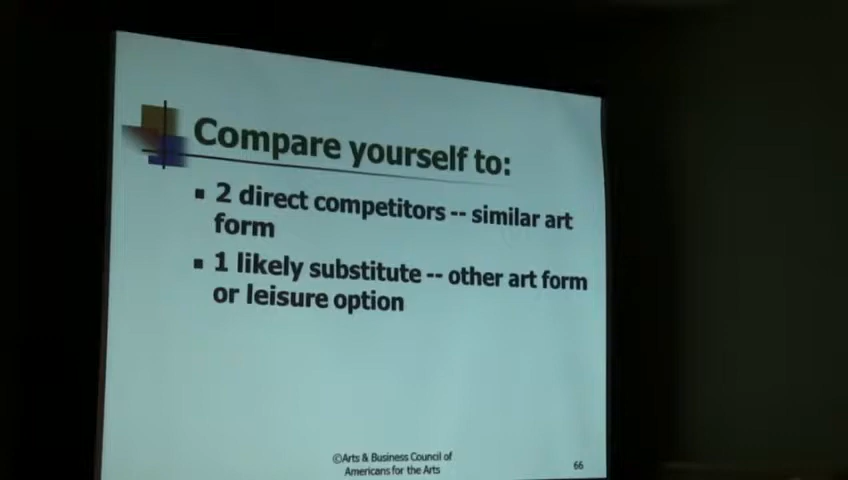 Compare yourself to:
■ 2 direct competitors -- similar art
form
■ 1 likely substitute -- other art form
or leisure option
©Arts & Business Council of
Americans for the Arts
66